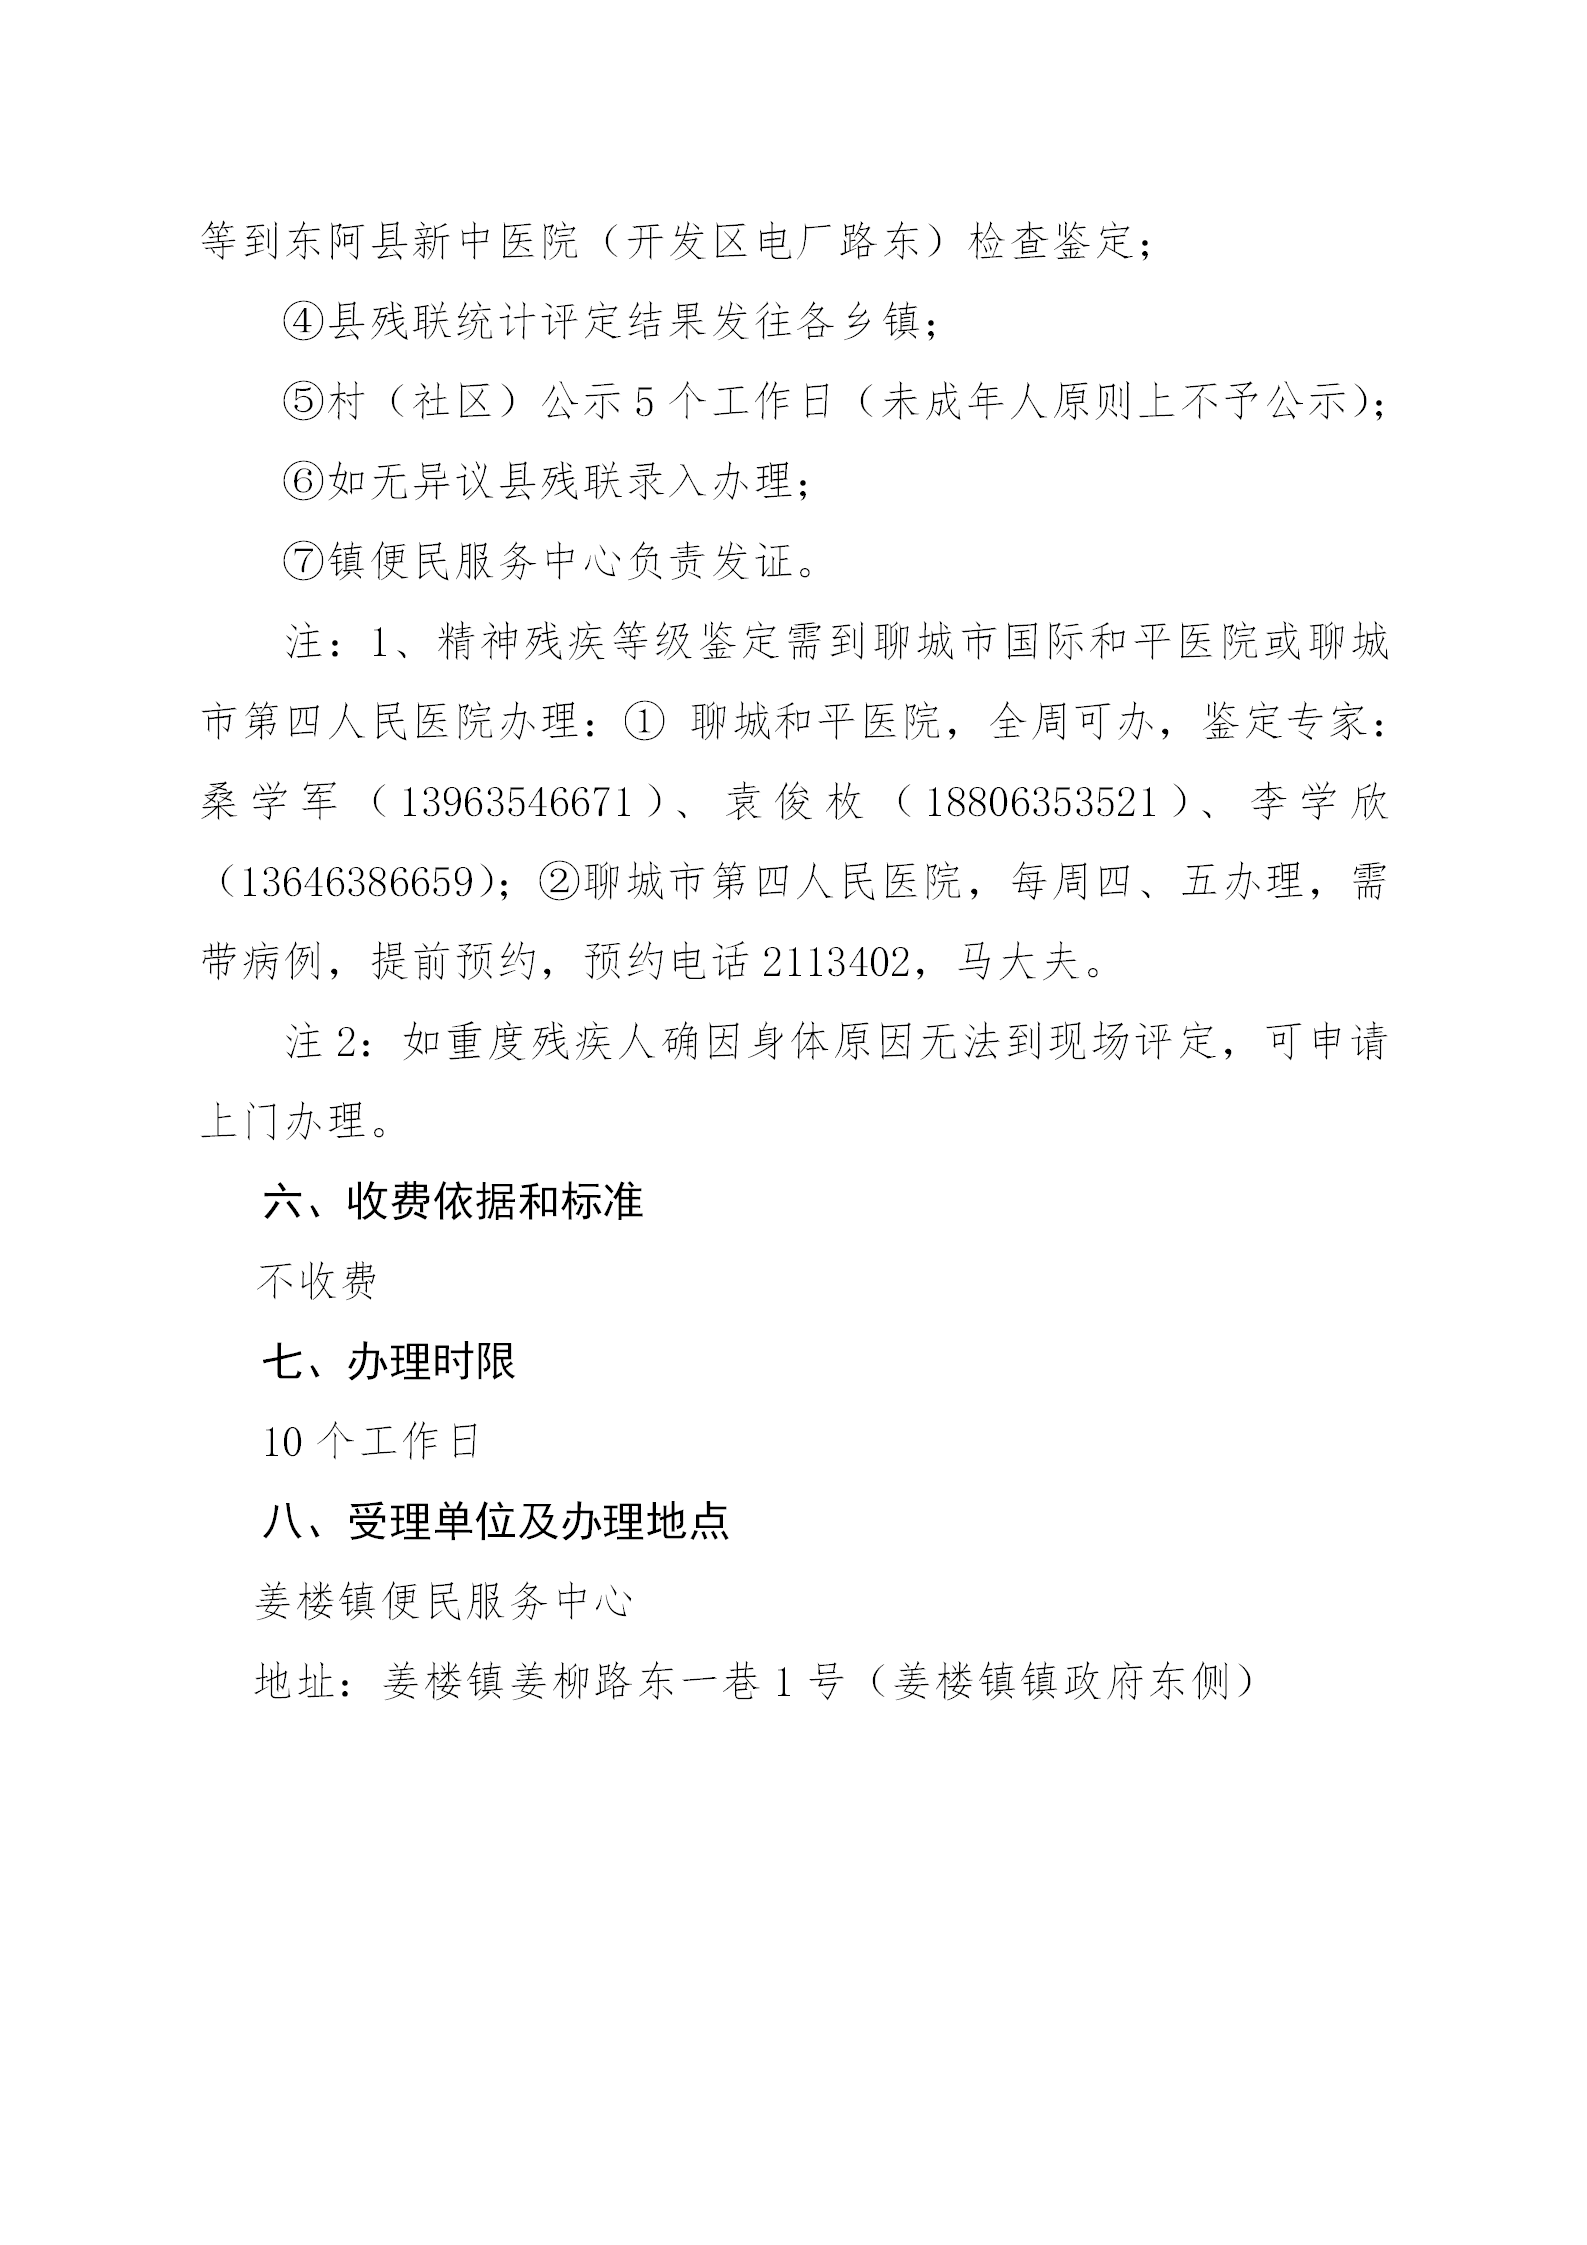 等到东阿县新中医院（开发区电厂路东）检查鉴定；
④县残联统计评定结果发往各乡镇；
⑤村（社区）公示5个工作日（未成年人原则上不予公示）；
⑥如无异议县残联录入办理；
⑦镇便民服务中心负责发证。
注：1、精神残疾等级鉴定需到聊城市国际和平医院或聊城
市第四人民医院办理：① 聊城和平医院，全周可办，鉴定专家：
桑学军（13963546671）、袁俊枚（18806353521）、李学欣
（13646386659）；②聊城市第四人民医院，每周四、五办理，需
带病例，提前预约，预约电话2113402，马大夫。
注2：如重度残疾人确因身体原因无法到现场评定，可申请
上门办理。
六、收费依据和标准
不收费
七、办理时限
10个工作日
八、受理单位及办理地点
姜楼镇便民服务中心
地址：姜楼镇姜柳路东一巷1号（姜楼镇镇政府东侧）